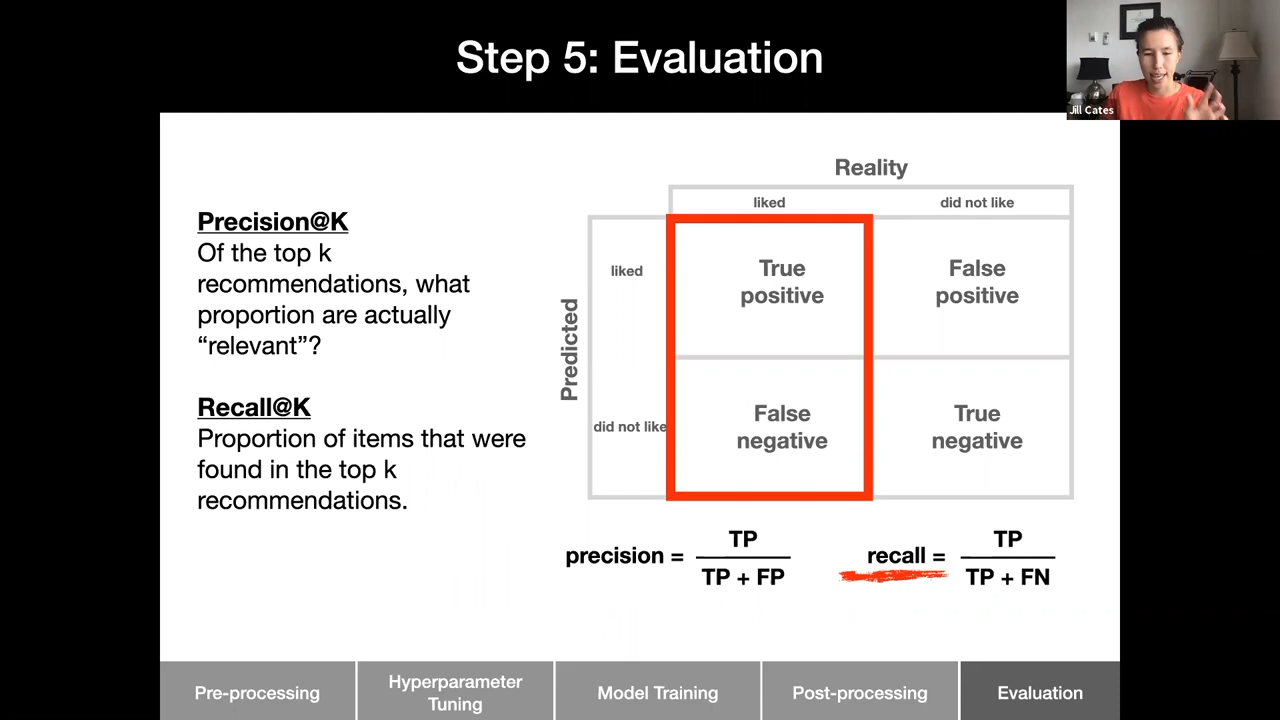 Step 5: Evaluation
Jill Cates
Precision@K
Of the top k
recommendations, what
proportion are actually
“relevant”?
Recall@K
Proportion of items that were
found in the top k
recommendations.
Reality
liked
did not like
Predicted
liked
True
positive
False
positive
did not like
False
negative
True
negative
precision =
TP
TP + FP
recall =
TP
TP + FN
Pre-processing
Hyperparameter
Tuning
Model Training
Post-processing
Evaluation